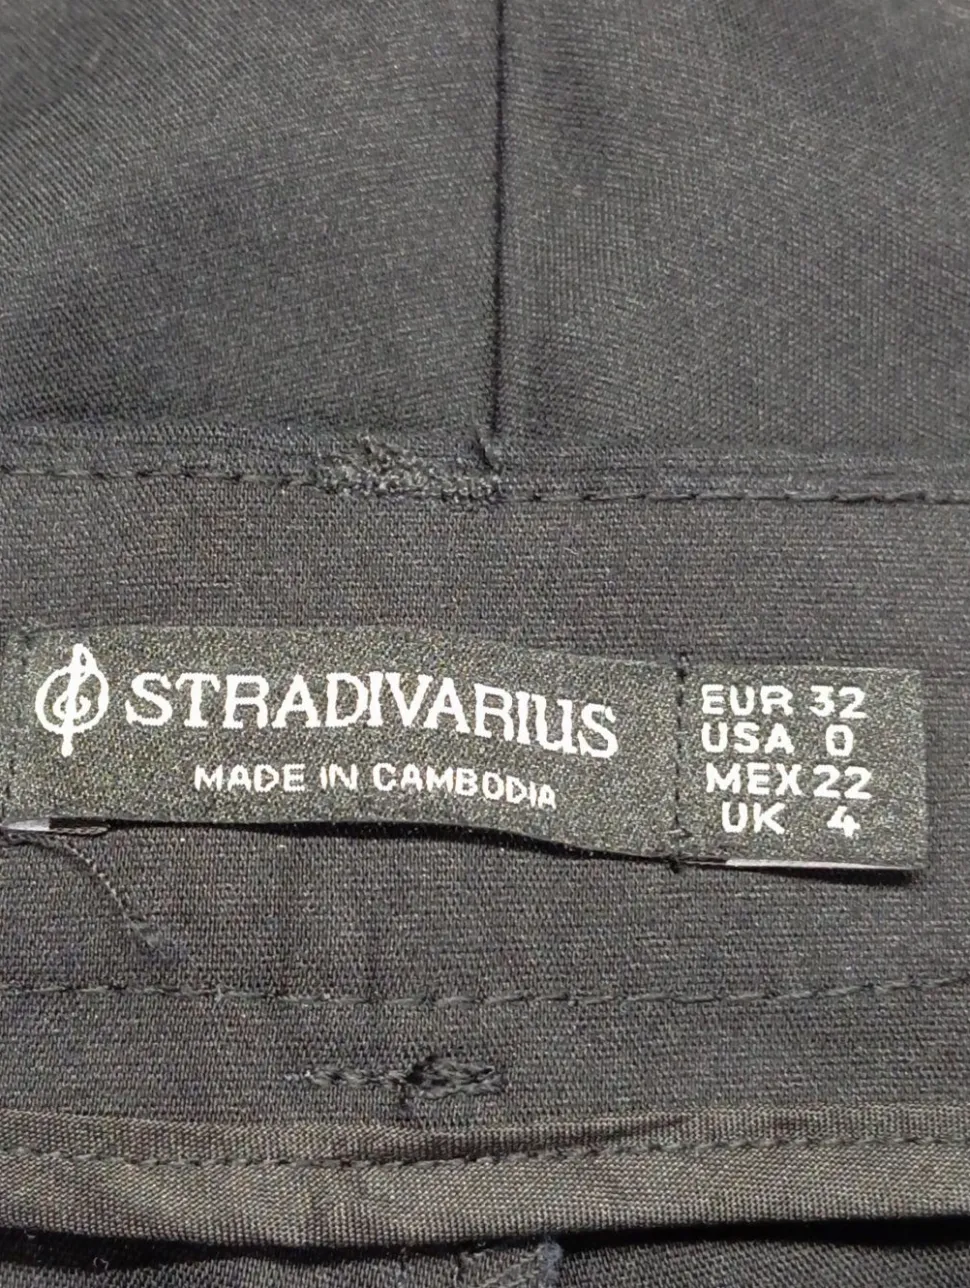 STRADIVARIUS
MADE IN CAMBODIA
EUR 32
USA 0
MEX 22
UK 4